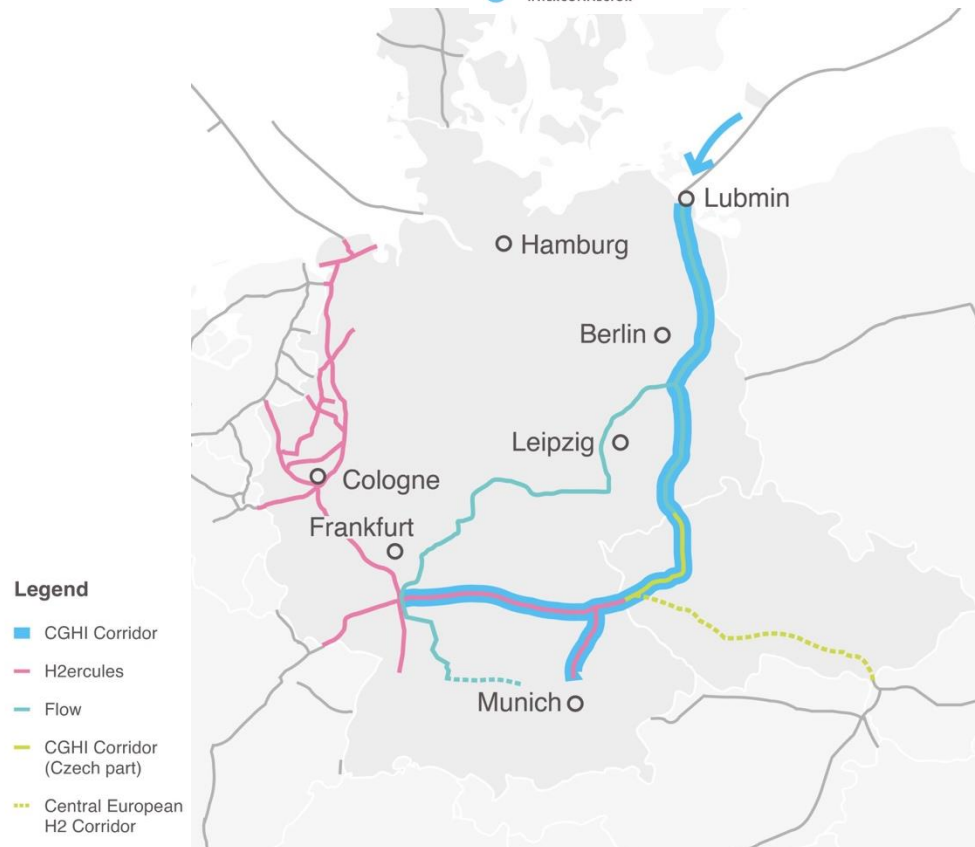 Lubmin
Hamburg
Berlin
Leipzig
Cologne
Frankfurt
Munich
Legend
CGHI Corridor
H2ercules
Flow
CGHI Corridor
(Czech part)
Central European
H2 Corridor